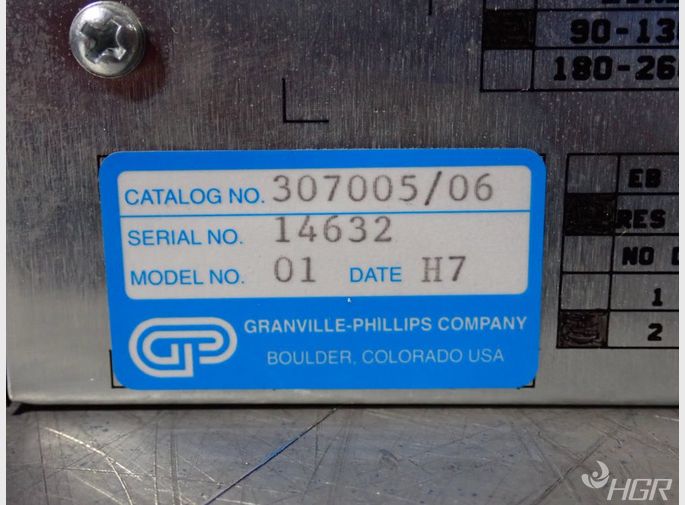 90-13
180-26
CATALOG NO. 307005/06
SERIAL NO. 14632
MODEL NO. 01 DATE H7
GP
GRANVILLE-PHILLIPS COMPANY
BOULDER, COLORADO USA
EB
RES
NO
1
2
HGR